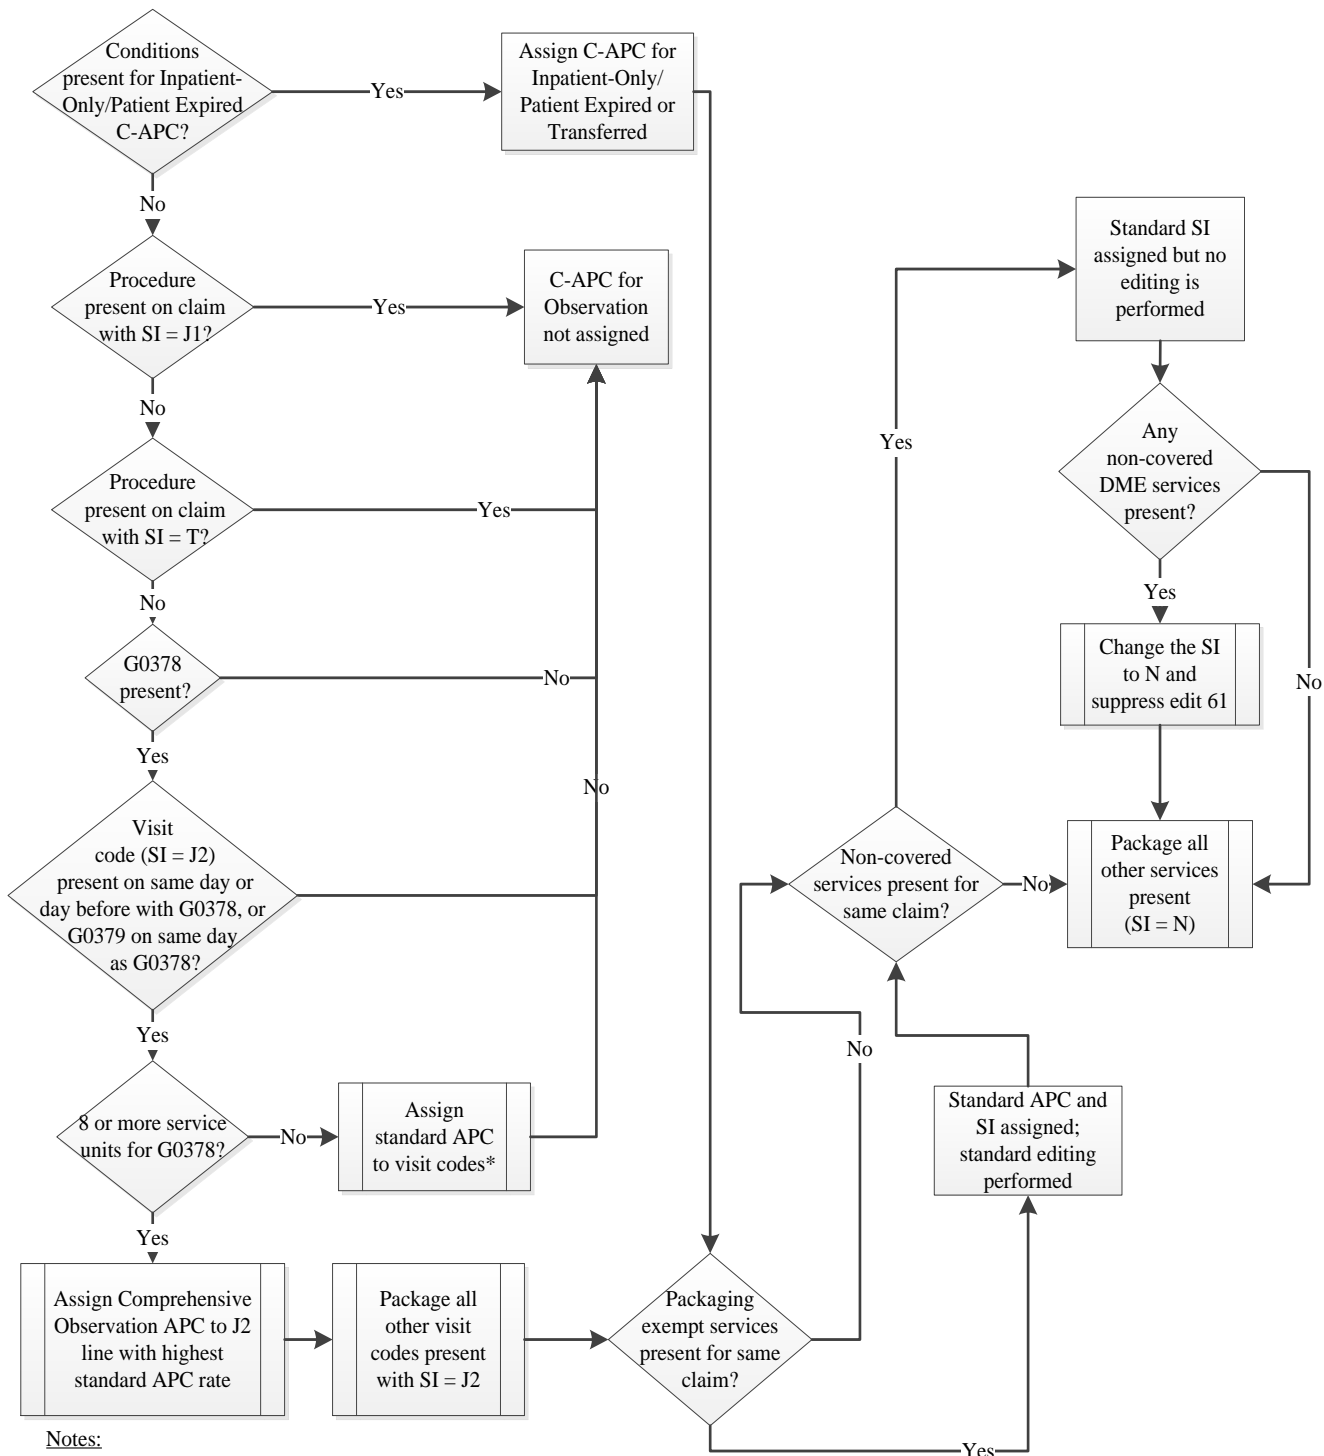 Conditions
present for Inpatient-
Only/Patient Expired
C-APC?
Yes
Assign C-APC for
Inpatient-Only/
Patient Expired or
Transferred
No
Procedure
present on claim
with SI = J1?
Yes
C-APC for
Observation
not assigned
No
Procedure
present on claim
with SI = T?
Yes
No
G0378
present?
No
Yes
Visit
code (SI = J2)
present on same day or
day before with G0378, or
G0379 on same day
as G0378?
No
Yes
8 or more service
units for G0378?
No
Assign
standard APC
to visit codes*
Yes
Assign Comprehensive
Observation APC to J2
line with highest
standard APC rate
Package all
other visit
codes present
with SI = J2
Packaging
exempt services
present for same
claim?
No
Yes
Standard APC and
SI assigned;
standard editing
performed
Non-covered
services present for
same claim?
No
Yes
Standard SI
assigned but no
editing is
performed
Any
non-covered
DME services
present?
Yes
No
Change the SI
to N and
suppress edit 61
Package all
other services
present
(SI = N)
Notes: